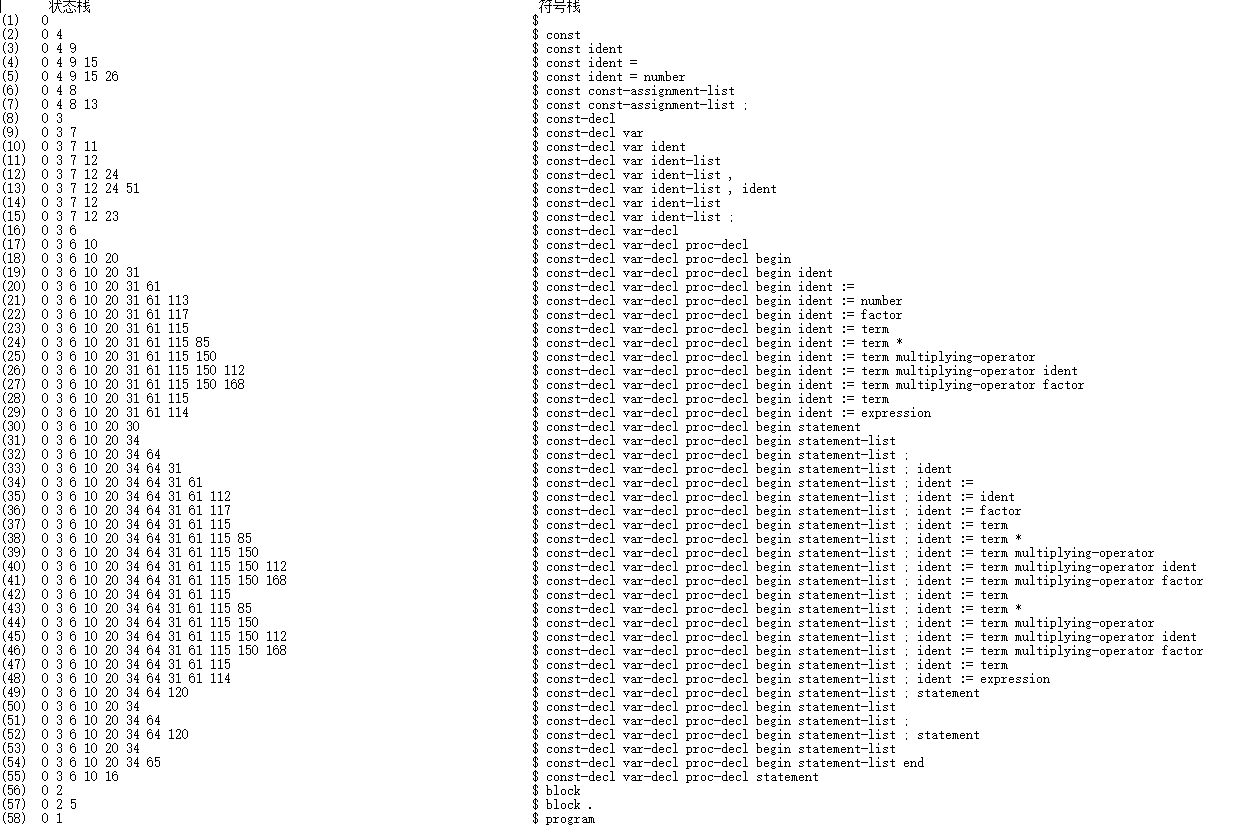 状态栈 符号栈
(1) 0 $
(2) 0 4 $ const
(3) 0 4 9 $ const ident
(4) 0 4 9 15 $ const ident =
(5) 0 4 9 15 26 $ const ident = number
(6) 0 4 8 $ const const-assignment-list
(7) 0 4 8 13 $ const const-assignment-list ;
(8) 0 3 $ const-decl
(9) 0 3 7 $ const-decl var
(10) 0 3 7 11 $ const-decl var ident
(11) 0 3 7 12 $ const-decl var ident-list
(12) 0 3 7 12 24 $ const-decl var ident-list ,
(13) 0 3 7 12 24 51 $ const-decl var ident-list , ident
(14) 0 3 7 12 $ const-decl var ident-list
(15) 0 3 7 12 23 $ const-decl var ident-list ;
(16) 0 3 6 $ const-decl var-decl
(17) 0 3 6 10 $ const-decl var-decl proc-decl
(18) 0 3 6 10 20 $ const-decl var-decl proc-decl begin
(19) 0 3 6 10 20 31 $ const-decl var-decl proc-decl begin ident
(20) 0 3 6 10 20 31 61 $ const-decl var-decl proc-decl begin ident :=
(21) 0 3 6 10 20 31 61 113 $ const-decl var-decl proc-decl begin ident := number
(22) 0 3 6 10 20 31 61 117 $ const-decl var-decl proc-decl begin ident := factor
(23) 0 3 6 10 20 31 61 115 $ const-decl var-decl proc-decl begin ident := term
(24) 0 3 6 10 20 31 61 115 85 $ const-decl var-decl proc-decl begin ident := term *
(25) 0 3 6 10 20 31 61 115 150 $ const-decl var-decl proc-decl begin ident := term multiplying-operator
(26) 0 3 6 10 20 31 61 115 150 112 $ const-decl var-decl proc-decl begin ident := term multiplying-operator ident
(27) 0 3 6 10 20 31 61 115 150 168 $ const-decl var-decl proc-decl begin ident := term multiplying-operator factor
(28) 0 3 6 10 20 31 61 115 $ const-decl var-decl proc-decl begin ident := term
(29) 0 3 6 10 20 31 61 114 $ const-decl var-decl proc-decl begin ident := expression
(30) 0 3 6 10 20 30 $ const-decl var-decl proc-decl begin statement
(31) 0 3 6 10 20 34 $ const-decl var-decl proc-decl begin statement-list
(32) 0 3 6 10 20 34 64 $ const-decl var-decl proc-decl begin statement-list ;
(33) 0 3 6 10 20 34 64 31 $ const-decl var-decl proc-decl begin statement-list ; ident
(34) 0 3 6 10 20 34 64 31 61 $ const-decl var-decl proc-decl begin statement-list ; ident :=
(35) 0 3 6 10 20 34 64 31 61 112 $ const-decl var-decl proc-decl begin statement-list ; ident := ident
(36) 0 3 6 10 20 34 64 31 61 117 $ const-decl var-decl proc-decl begin statement-list ; ident := factor
(37) 0 3 6 10 20 34 64 31 61 115 $ const-decl var-decl proc-decl begin statement-list ; ident := term
(38) 0 3 6 10 20 34 64 31 61 115 85 $ const-decl var-decl proc-decl begin statement-list ; ident := term *
(39) 0 3 6 10 20 34 64 31 61 115 150 $ const-decl var-decl proc-decl begin statement-list ; ident := term multiplying-operator
(40) 0 3 6 10 20 34 64 31 61 115 150 112 $ const-decl var-decl proc-decl begin statement-list ; ident := term multiplying-operator ident
(41) 0 3 6 10 20 34 64 31 61 115 150 168 $ const-decl var-decl proc-decl begin statement-list ; ident := term multiplying-operator factor
(42) 0 3 6 10 20 34 64 31 61 115 $ const-decl var-decl proc-decl begin statement-list ; ident := term
(43) 0 3 6 10 20 34 64 31 61 115 85 $ const-decl var-decl proc-decl begin statement-list ; ident := term *
(44) 0 3 6 10 20 34 64 31 61 115 150 $ const-decl var-decl proc-decl begin statement-list ; ident := term multiplying-operator
(45) 0 3 6 10 20 34 64 31 61 115 150 112 $ const-decl var-decl proc-decl begin statement-list ; ident := term multiplying-operator ident
(46) 0 3 6 10 20 34 64 31 61 115 150 168 $ const-decl var-decl proc-decl begin statement-list ; ident := term multiplying-operator factor
(47) 0 3 6 10 20 34 64 31 61 115 $ const-decl var-decl proc-decl begin statement-list ; ident := term
(48) 0 3 6 10 20 34 64 31 61 114 $ const-decl var-decl proc-decl begin statement-list ; ident := expression
(49) 0 3 6 10 20 34 64 120 $ const-decl var-decl proc-decl begin statement-list ; statement
(50) 0 3 6 10 20 34 $ const-decl var-decl proc-decl begin statement-list
(51) 0 3 6 10 20 34 64 $ const-decl var-decl proc-decl begin statement-list ;
(52) 0 3 6 10 20 34 64 120 $ const-decl var-decl proc-decl begin statement-list ; statement
(53) 0 3 6 10 20 34 $ const-decl var-decl proc-decl begin statement-list
(54) 0 3 6 10 20 34 65 $ const-decl var-decl proc-decl begin statement-list end
(55) 0 3 6 10 16 $ const-decl var-decl proc-decl statement
(56) 0 2 $ block
(57) 0 2 5 $ block .
(58) 0 1 $ program